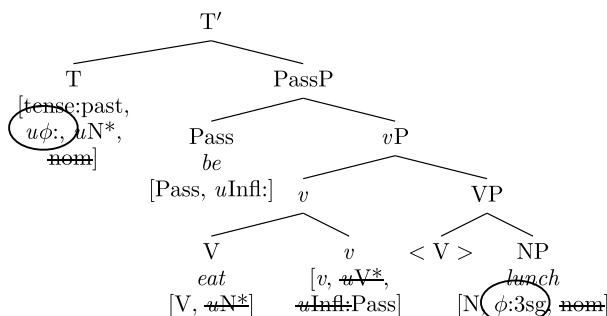 T′
T PassP
[tense:past,
uϕ:, uN*,
nom]
Pass vP
be
[Pass, uInfl:]
v VP
V v < V > NP
eat [v, uV*, lunch
[V, uN*] uInfl:Pass] [N, ϕ:3sg, nom]